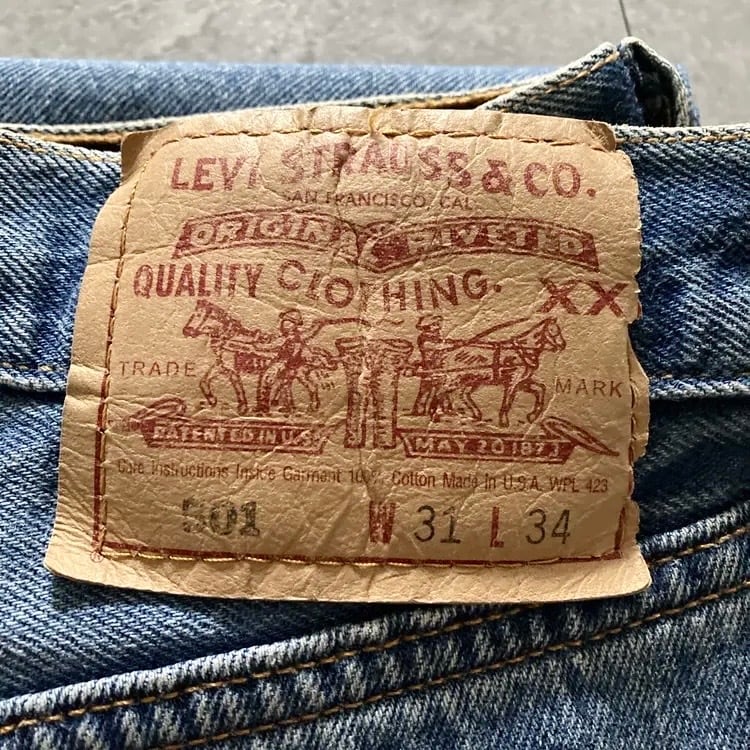 LEVI STRAUSS & CO.
SAN FRANCISCO, CAL.
ORIGINAL RIVETED
QUALITY CLOTHING.
XX
TRADE MARK
PATENTED IN U.S.
MAY 20 1873
Care Instructions Inside Garment 100% Cotton Made in U.S.A. WPL 423
501 W 31 L 34
®